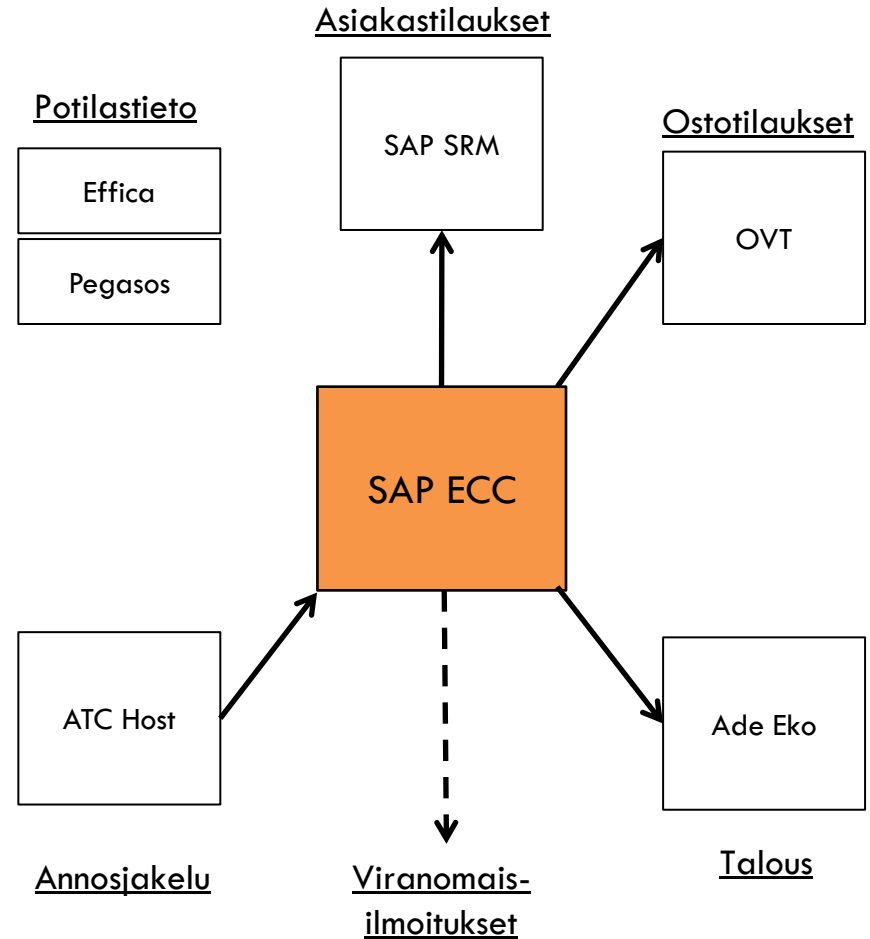 Asiakastilaukset
SAP SRM
Potilastieto
Effica
Pegasos
Ostotilaukset
OVT
SAP ECC
ATC Host
Annosjakelu
Viranomais-
ilmoitukset
Ade Eko
Talous